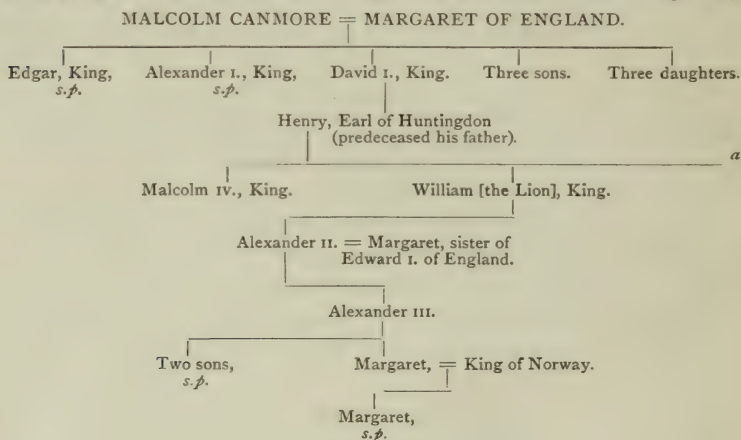 MALCOLM CANMORE = MARGARET OF ENGLAND.
Edgar, King, Alexander I., King, David I., King. Three sons. Three daughters.
s.p. s.p.
Henry, Earl of Huntingdon
(predeceased his father).
a
Malcolm IV., King. William [the Lion], King.
Alexander II. = Margaret, sister of
Edward I. of England.
Alexander III.
Two sons, Margaret, = King of Norway.
s.p.
Margaret,
s.p.